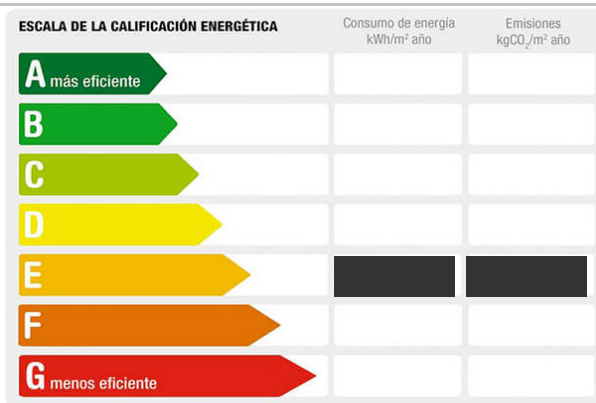 ESCALA DE LA CALIFICACIÓN ENERGÉTICA
Consumo de energía
kWh/m² año
Emisiones
kgCO₂/m² año
A más eficiente
B
C
D
E
F
G menos eficiente